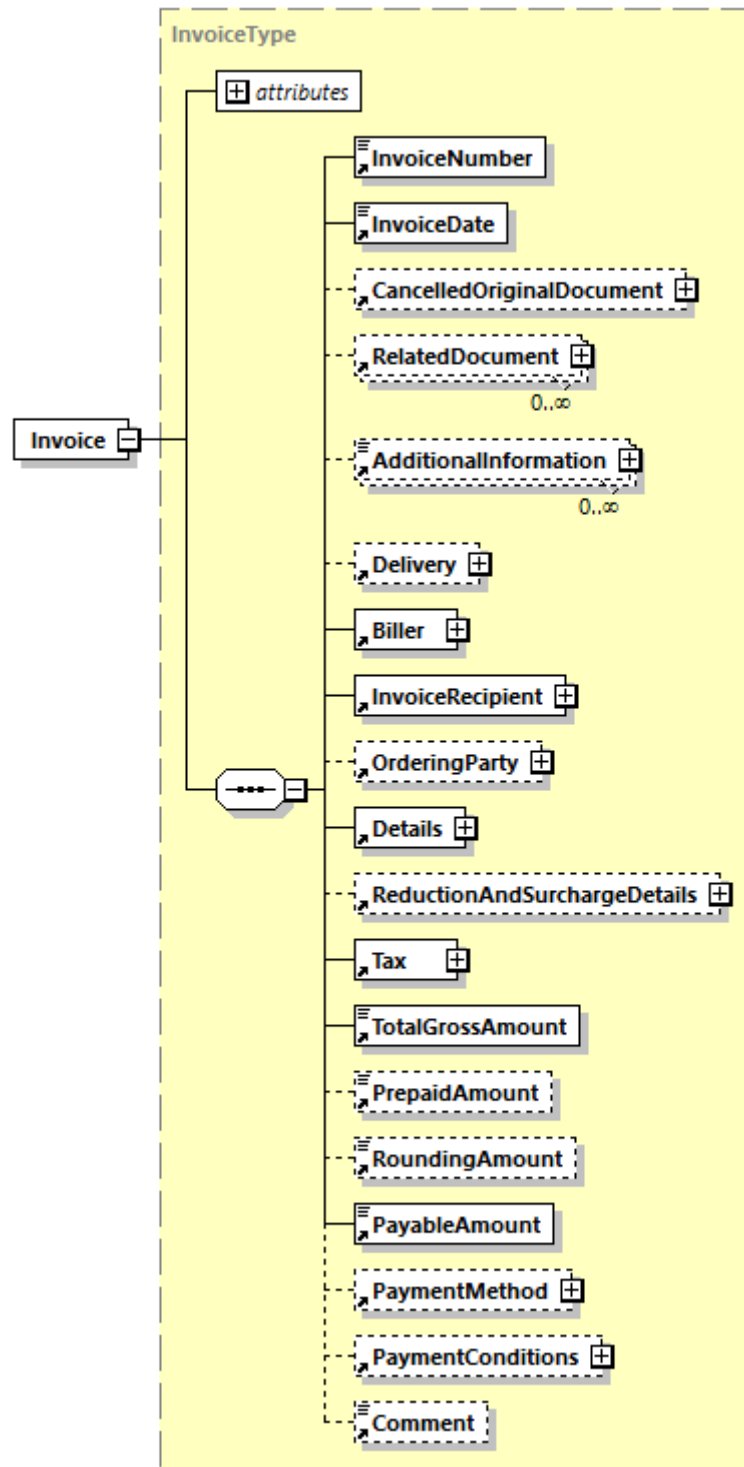 InvoiceType
attributes
InvoiceNumber
InvoiceDate
CancelledOriginalDocument
RelatedDocument
0..∞
Invoice
AdditionalInformation
0..∞
Delivery
Biller
InvoiceRecipient
OrderingParty
Details
ReductionAndSurchargeDetails
Tax
TotalGrossAmount
PrepaidAmount
RoundingAmount
PayableAmount
PaymentMethod
PaymentConditions
Comment